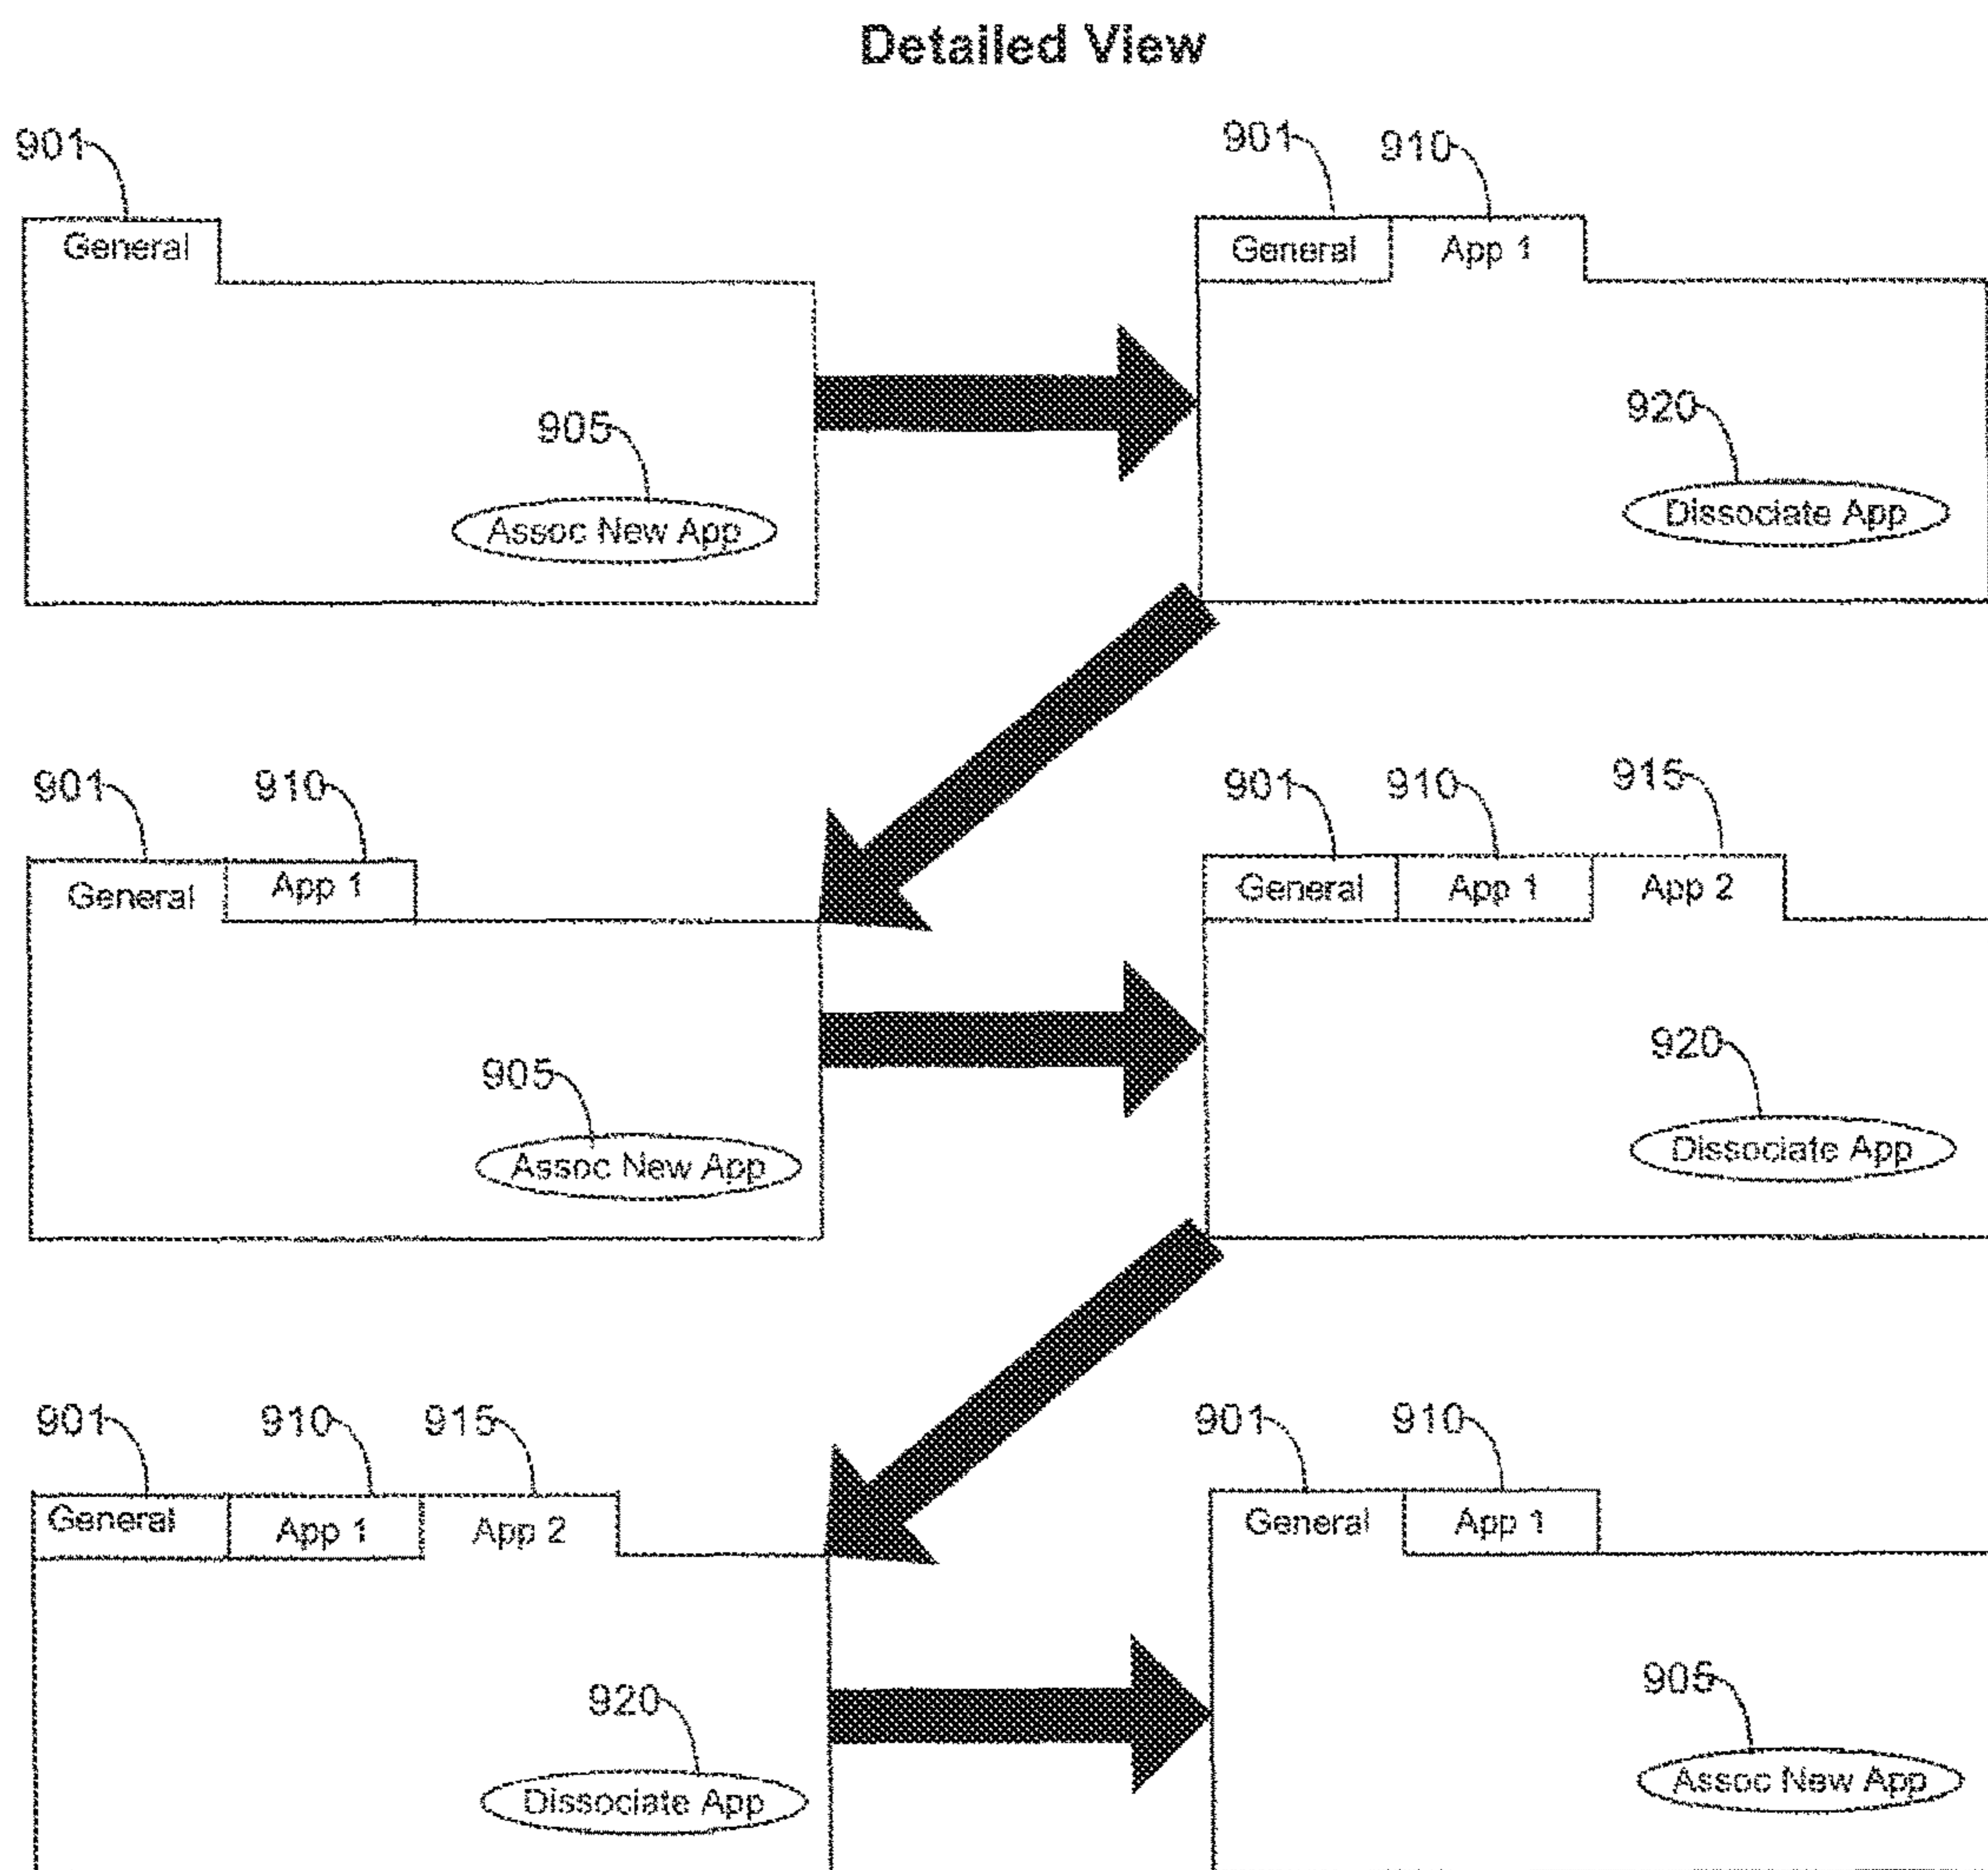 Detailed View
901
901 910
General
General App 1
905
920
Assoc New App
Dissociate App
901 910
901 910 915
General App 1
General App 1 App 2
905
920
Assoc New App
Dissociate App
901 910 915
901 910
General App 1 App 2
General App 1
920
905
Dissociate App
Assoc New App